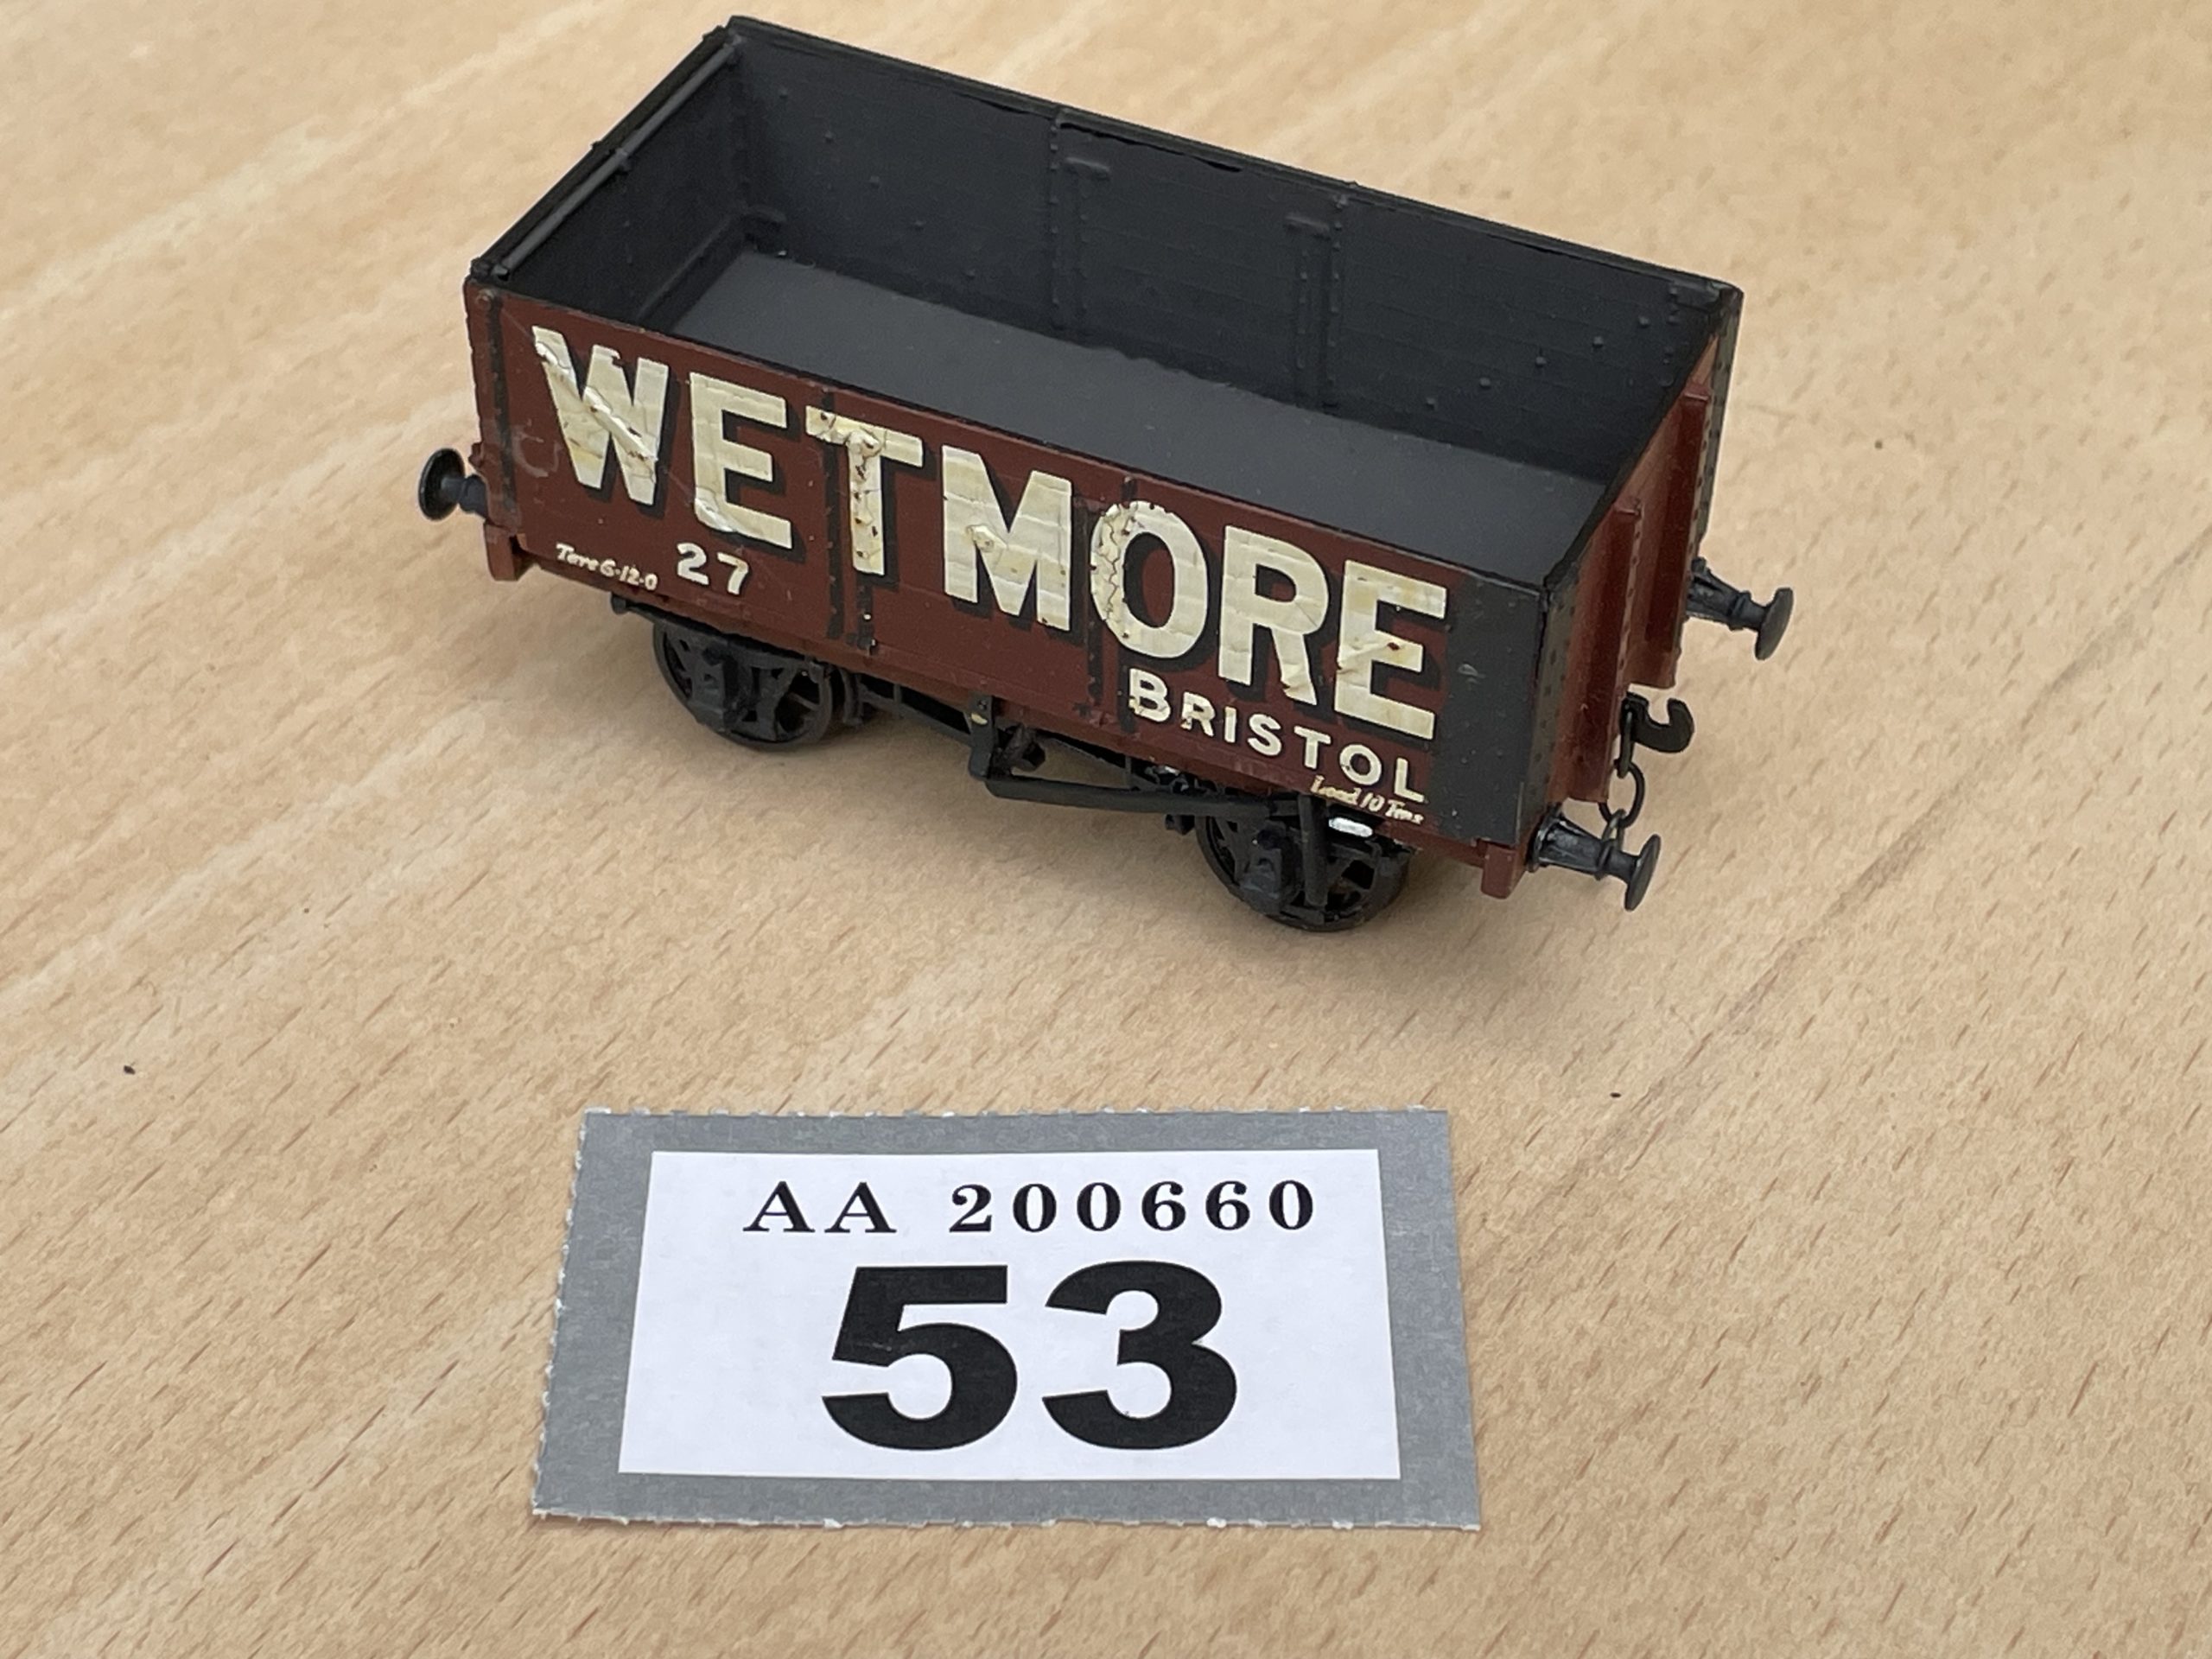 WETMORE
Tare 6-12-0 27
BRISTOL
Load 10 Tons
AA 200660
53